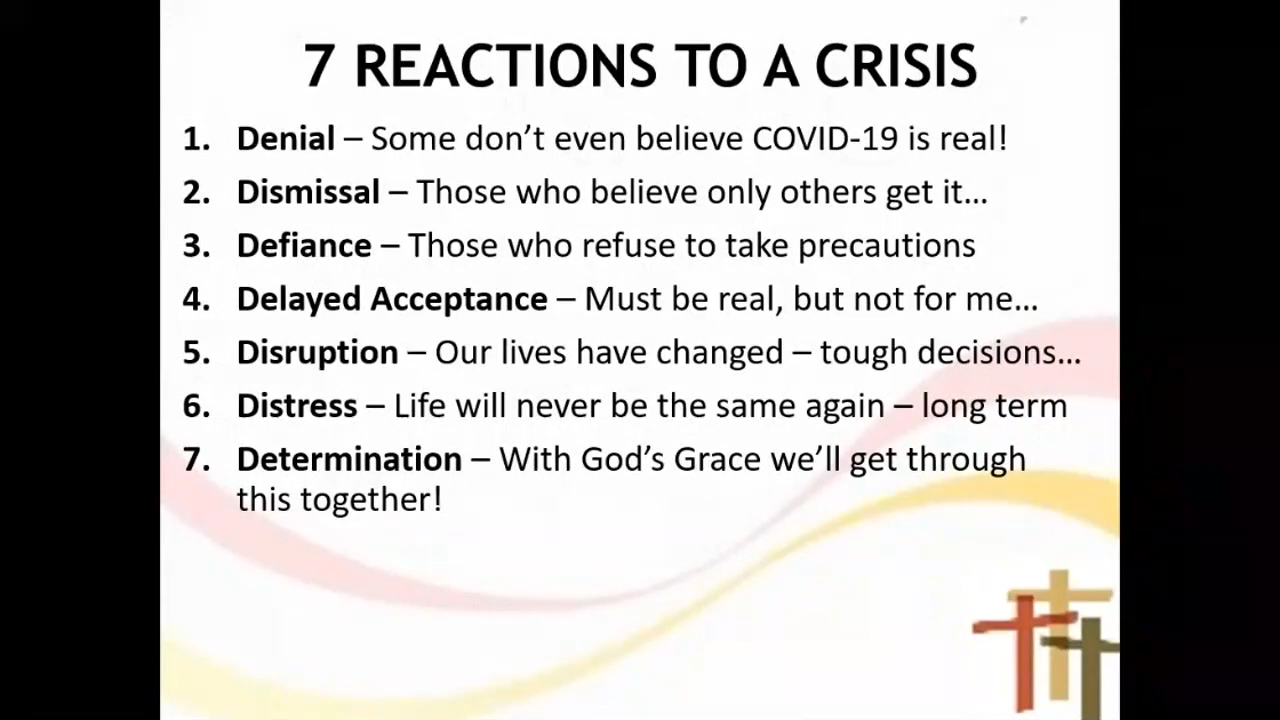 7 REACTIONS TO A CRISIS
1. Denial – Some don’t even believe COVID-19 is real!
2. Dismissal – Those who believe only others get it…
3. Defiance – Those who refuse to take precautions
4. Delayed Acceptance – Must be real, but not for me…
5. Disruption – Our lives have changed – tough decisions…
6. Distress – Life will never be the same again – long term
7. Determination – With God’s Grace we’ll get through
this together!